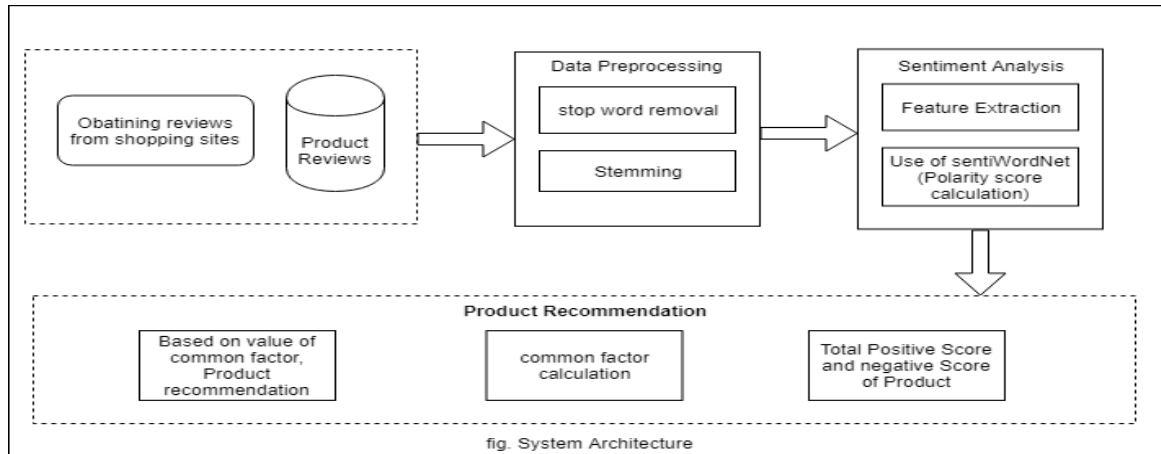 Obatining reviews
from shopping sites
Product
Reviews
Data Preprocessing
stop word removal
Stemming
Sentiment Analysis
Feature Extraction
Use of sentiWordNet
(Polarity score
calculation)
Product Recommendation
Based on value of
common factor,
Product
recommendation
common factor
calculation
Total Positive Score
and negative Score
of Product
fig. System Architecture